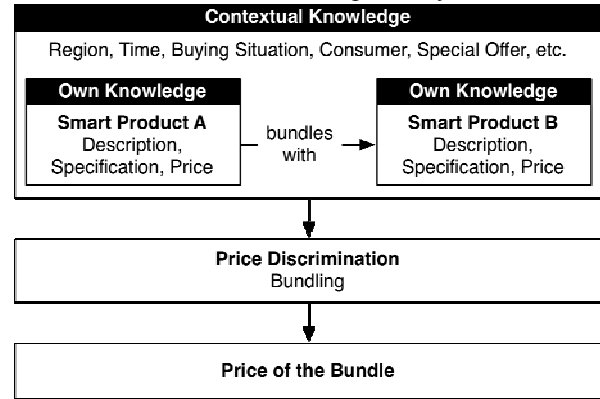 Contextual Knowledge
Region, Time, Buying Situation, Consumer, Special Offer, etc.
Own Knowledge
Smart Product A
Description,
Specification, Price
bundles
with
Own Knowledge
Smart Product B
Description,
Specification, Price
Price Discrimination
Bundling
Price of the Bundle